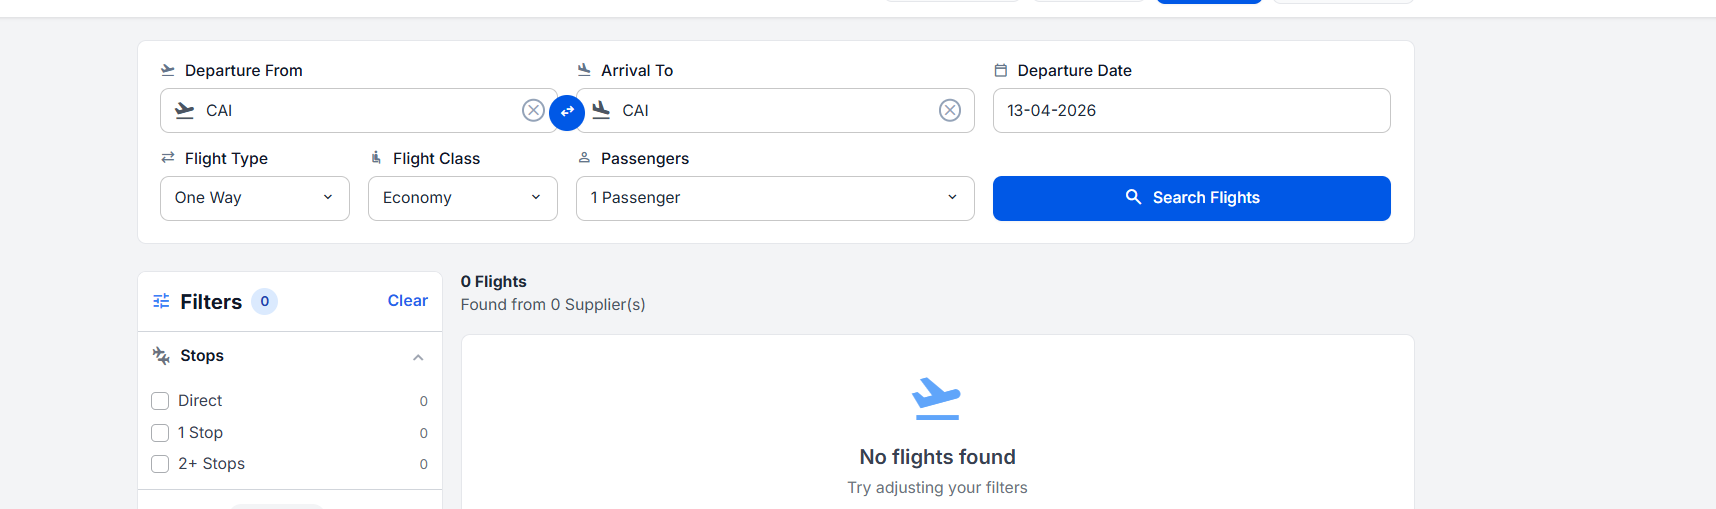 Departure From
Arrival To
Departure Date
CAI
CAI
13-04-2026
Flight Type
Flight Class
Passengers
One Way
Economy
1 Passenger
Search Flights
Filters 0 Clear
0 Flights
Found from 0 Supplier(s)
Stops
Direct 0
1 Stop 0
2+ Stops 0
No flights found
Try adjusting your filters